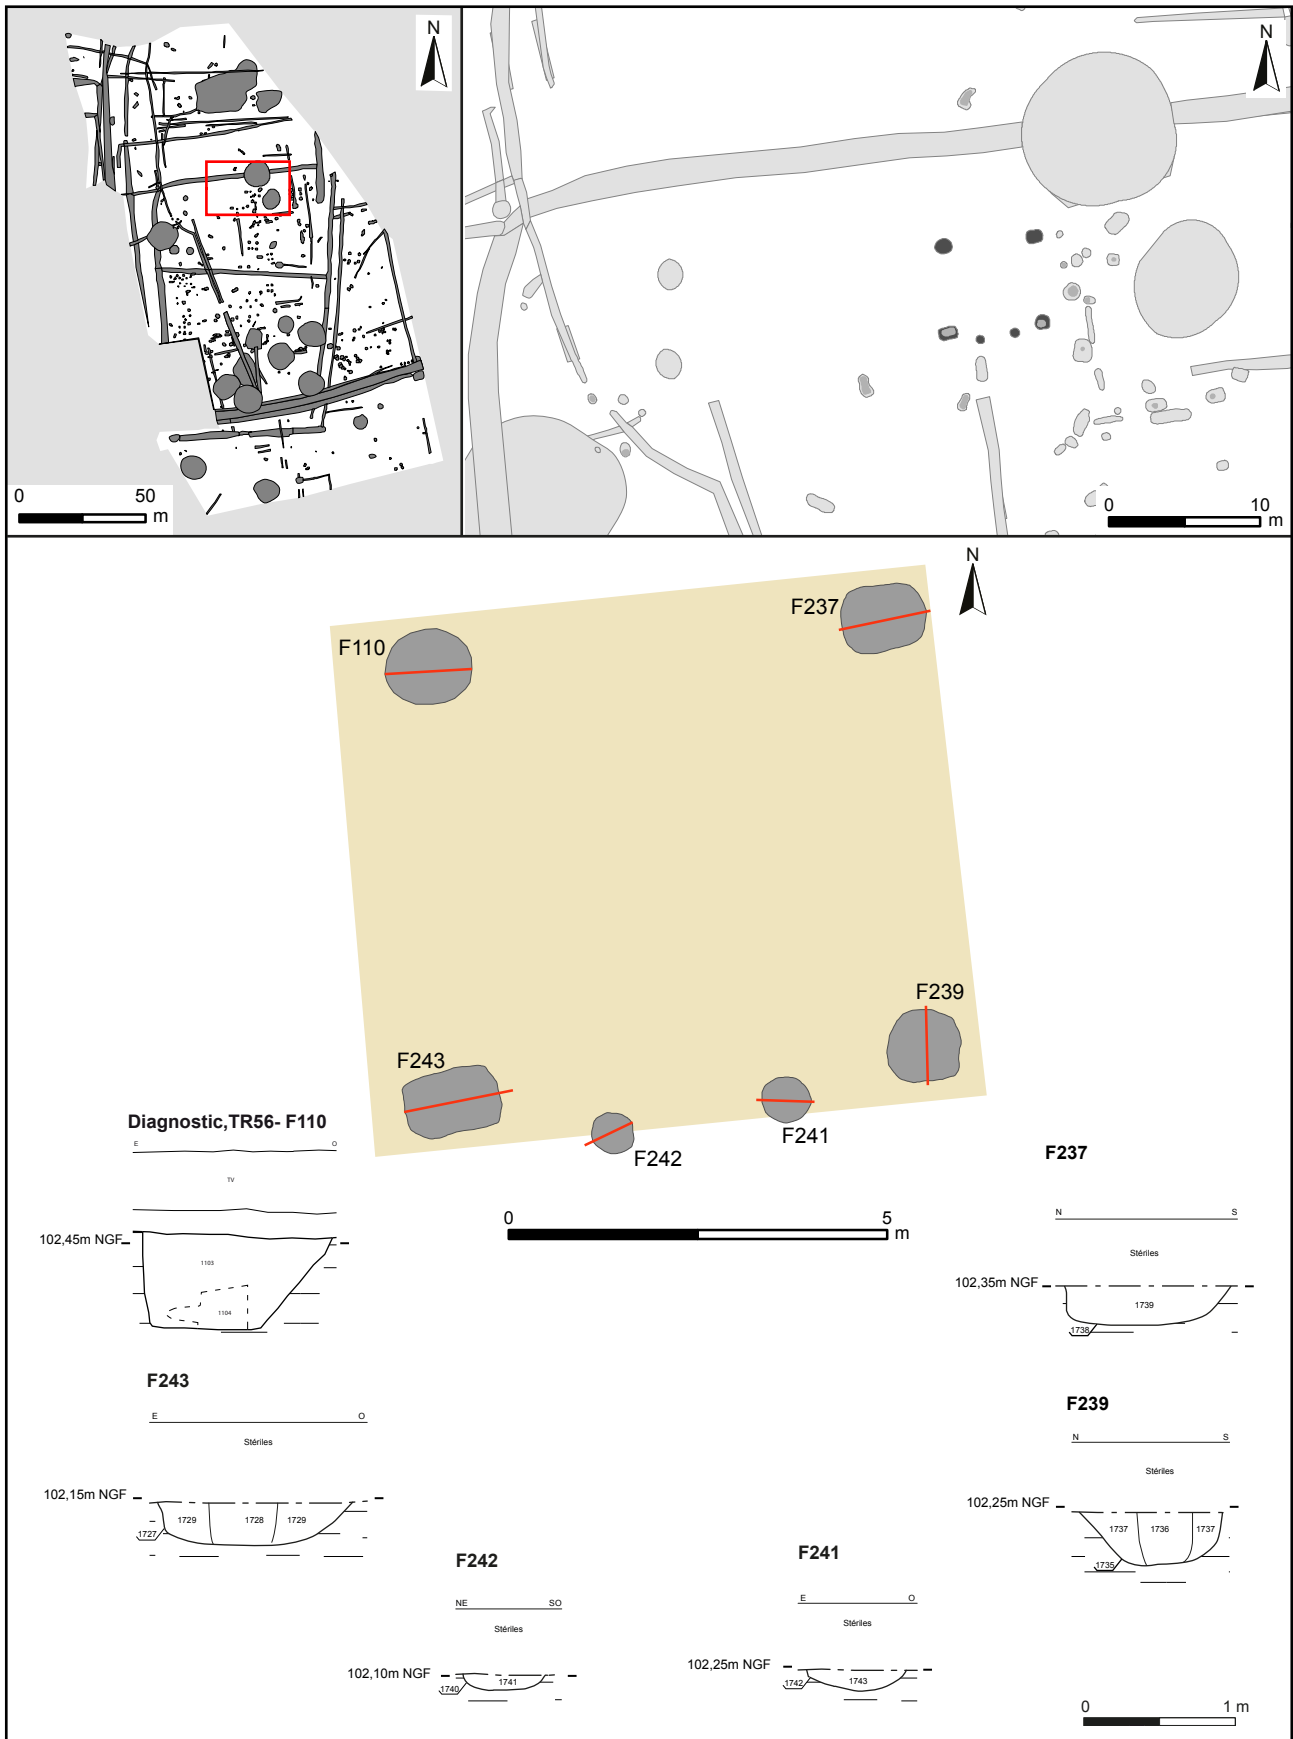 N
0 50
m
N
0 10
m
N
F237
F110
F239
F243
F241
F242
0 5
m
Diagnostic,TR56- F110
E O
TV
102,45m NGF
1103
1104
F237
N S
Stériles
102,35m NGF
1739
1738
F243
E O
Stériles
102,15m NGF
1729 1728 1729
1727
F239
N S
Stériles
102,25m NGF
1737 1736 1737
1735
F242
NE SO
Stériles
102,10m NGF
1741
1740
F241
E O
Stériles
102,25m NGF
1743
1742
0 1 m